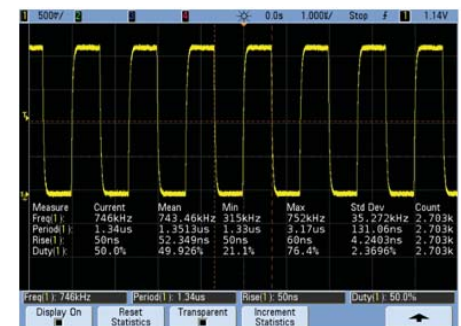 1 500▿/ 2 3 4 0.0s 1.000▿/ Stop 1 1.14V
Measure Current Mean Min Max Std Dev Count
Freq(1): 746kHz 743.46kHz 315kHz 752kHz 35.272kHz 2.703k
Period(1): 1.34us 1.3513us 1.33us 3.17us 131.06ns 2.703k
Rise(1): 50ns 52.349ns 50ns 60ns 4.2403ns 2.703k
Duty(1): 50.0% 49.926% 21.1% 76.4% 2.3696% 2.703k
Freq(1): 746kHz Period(1): 1.34us Rise(1): 50ns Duty(1): 50.0%
Display On Reset Statistics Transparent Increment Statistics